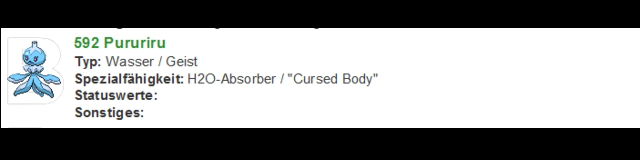 592 Pururiru
Typ: Wasser / Geist
Spezialfähigkeit: H2O-Absorber / "Cursed Body"
Statuswerte:
Sonstiges: